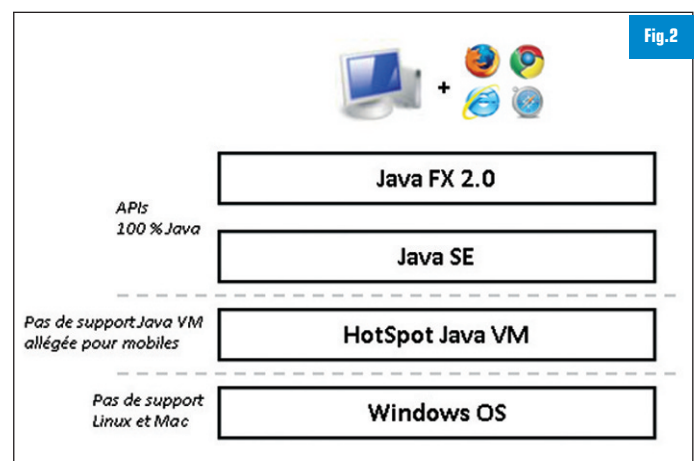 Fig.2
+
Java FX 2.0
APIs
100 % Java
Java SE
Pas de support Java VM
allégée pour mobiles
HotSpot Java VM
Pas de support
Linux et Mac
Windows OS